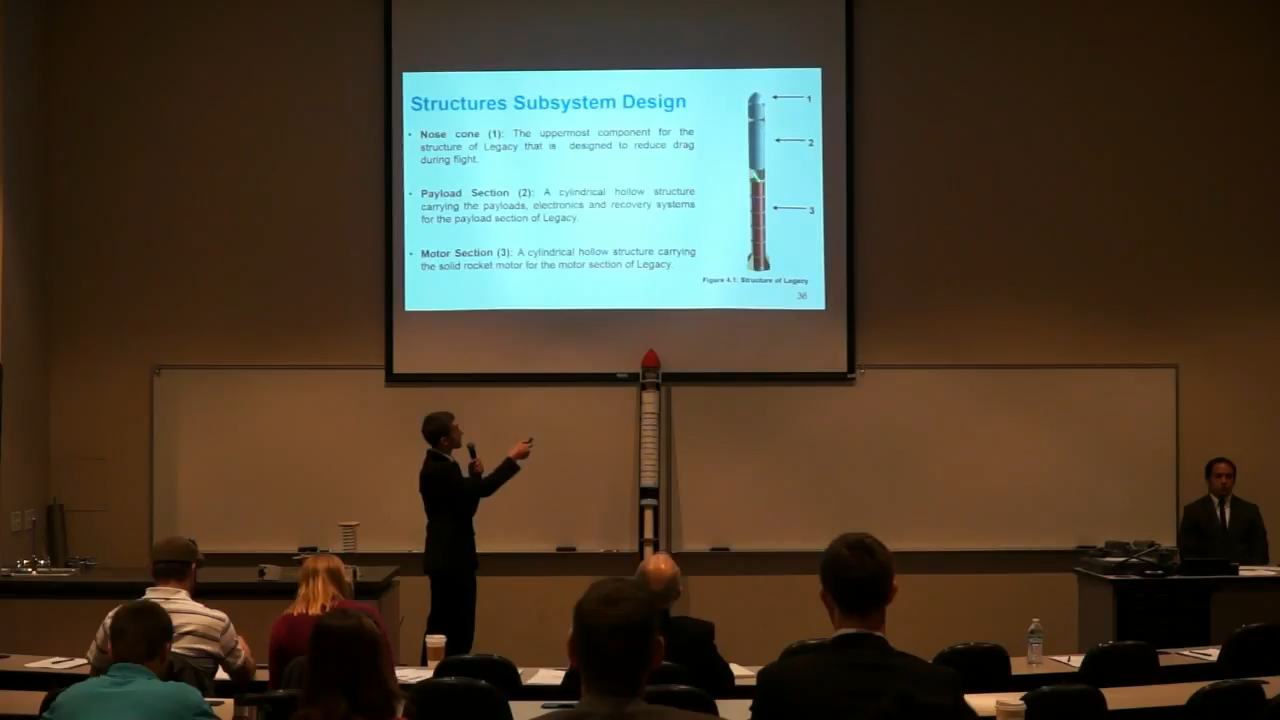 Structures Subsystem Design
• Nose cone (1): The uppermost component for the
structure of Legacy that is designed to reduce drag
during flight.
• Payload Section (2): A cylindrical hollow structure
carrying the payloads, electronics and recovery systems
for the payload section of Legacy.
• Motor Section (3): A cylindrical hollow structure carrying
the solid rocket motor for the motor section of Legacy.
1
2
3
Figure 4.1: Structure of Legacy
36